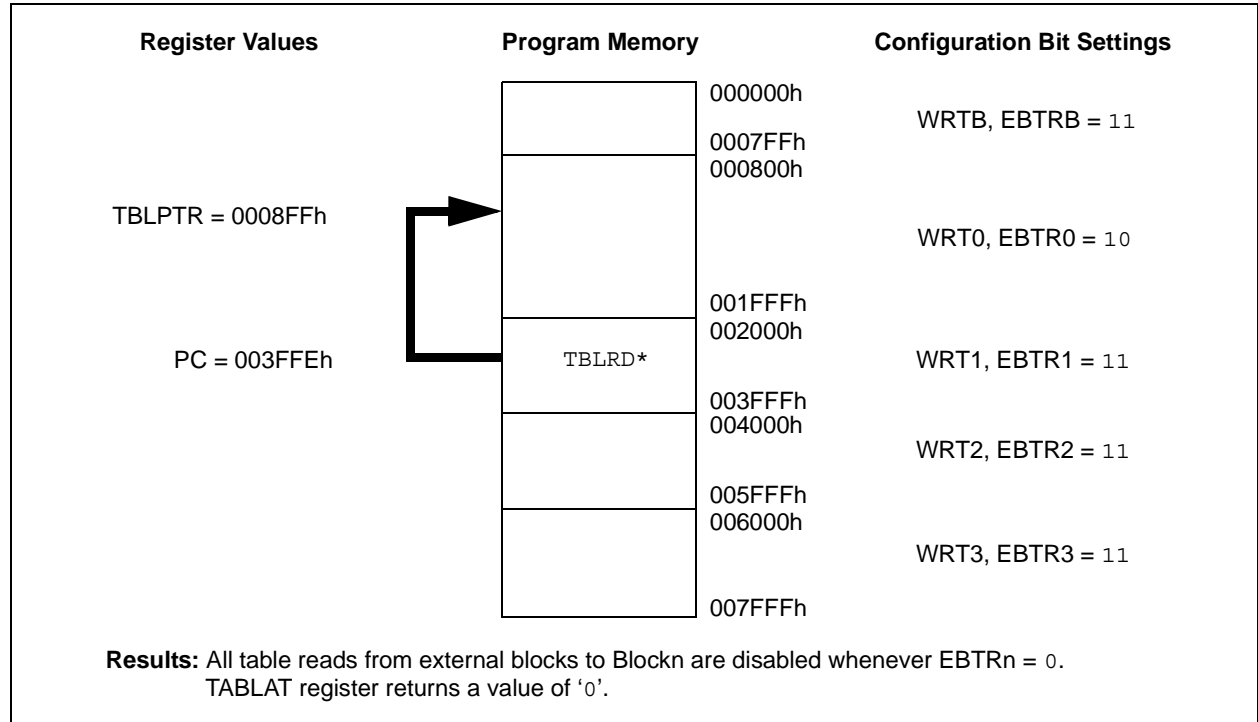 Register Values Program Memory Configuration Bit Settings
000000h
WRTB, EBTRB = 11
0007FFh
000800h
TBLPTR = 0008FFh
WRT0, EBTR0 = 10
001FFFh
002000h
PC = 003FFEh TBLRD* WRT1, EBTR1 = 11
003FFFh
004000h
WRT2, EBTR2 = 11
005FFFh
006000h
WRT3, EBTR3 = 11
007FFFh
Results: All table reads from external blocks to Blockn are disabled whenever EBTRn = 0.
TABLAT register returns a value of ‘0’.